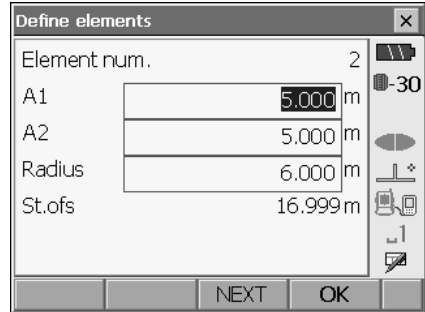 Define elements ×
Element num. 2
A1 5.000 m
-30
A2 5.000 m
Radius 6.000 m
St.ofs 16.999 m
1
NEXT OK